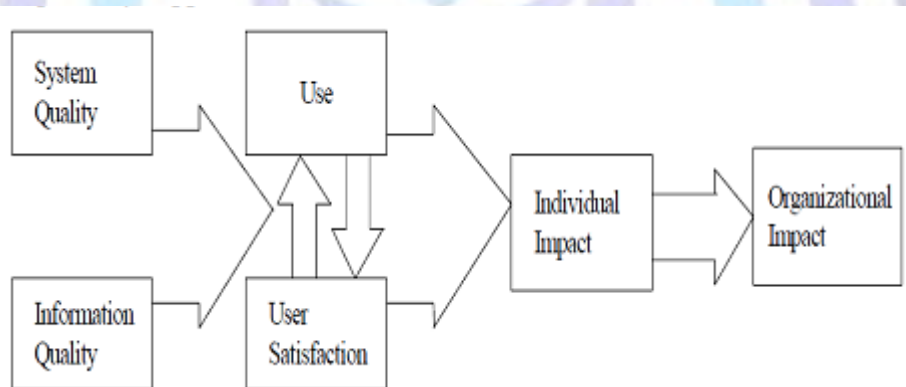 System
Quality
Use
Individual
Impact
Organizational
Impact
Information
Quality
User
Satisfaction